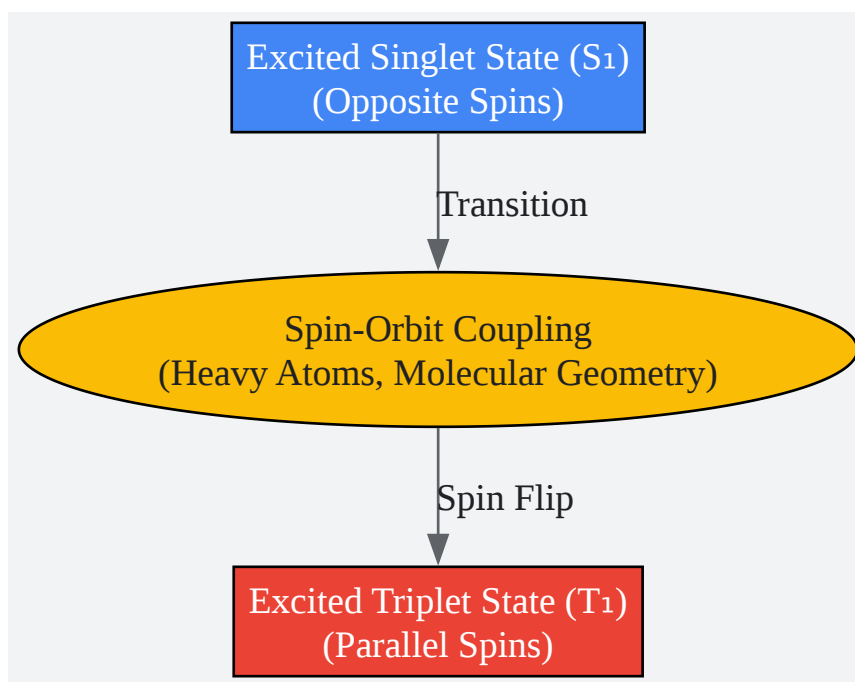 Excited Singlet State (S₁)
(Opposite Spins)
Transition
Spin-Orbit Coupling
(Heavy Atoms, Molecular Geometry)
Spin Flip
Excited Triplet State (T₁)
(Parallel Spins)